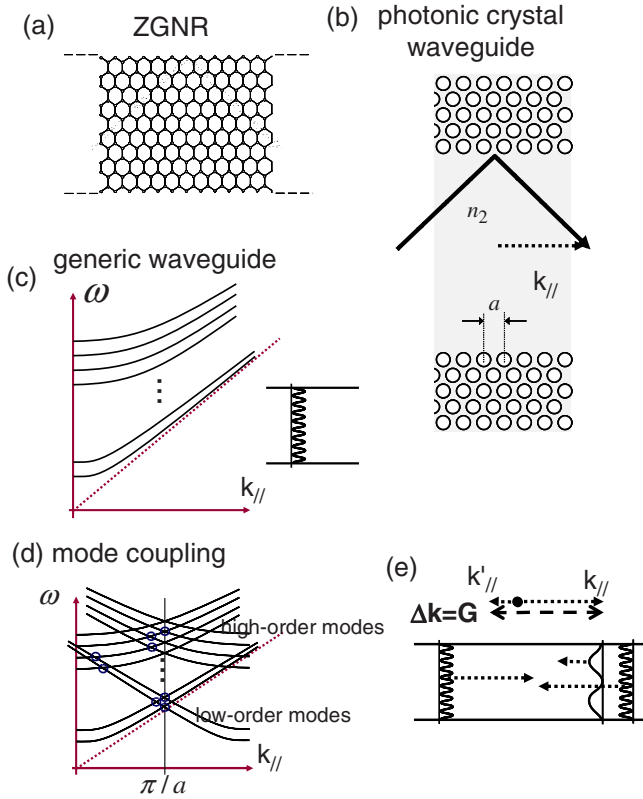 (a)
ZGNR
(b)
photonic crystal
waveguide
n₂
k//
a
(c)
generic waveguide
ω
k//
(d) mode coupling
ω
high-order modes
low-order modes
k//
π / a
(e)
k'// k//
Δk=G